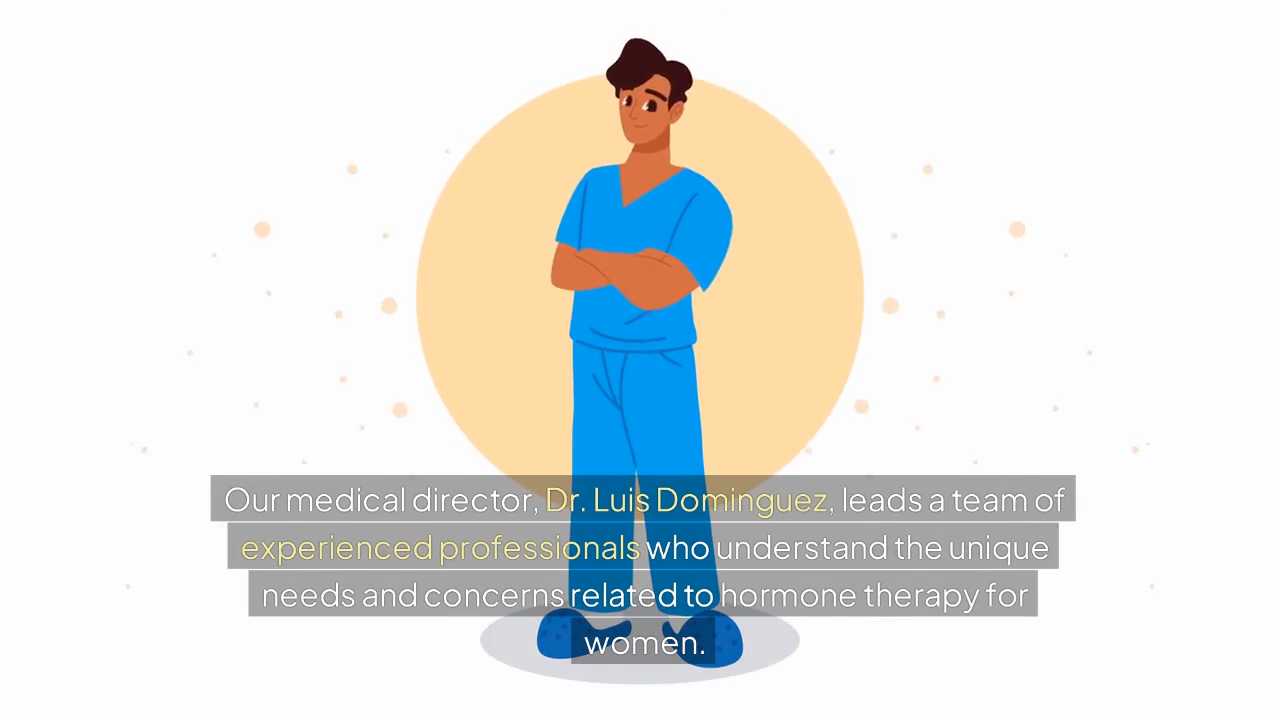 Our medical director, Dr. Luis Dominguez, leads a team of
experienced professionals who understand the unique
needs and concerns related to hormone therapy for
women.